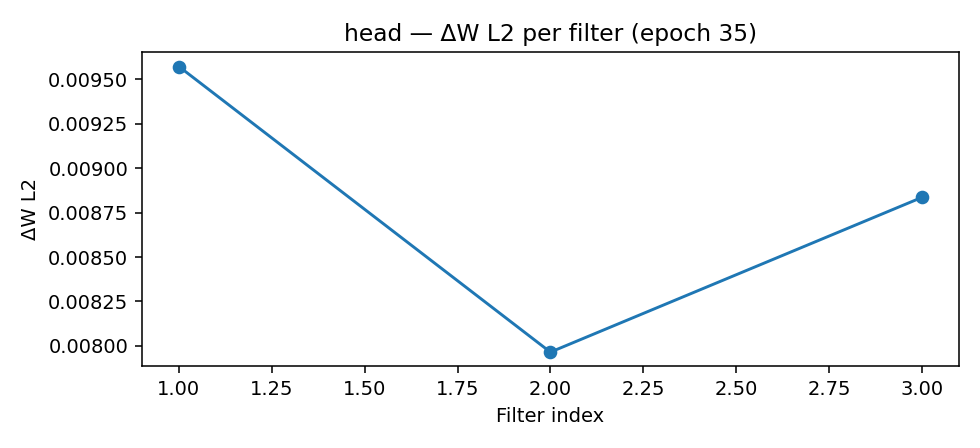 head — ΔW L2 per filter (epoch 35)
0.00950
0.00925
0.00900
0.00875
0.00850
0.00825
0.00800
ΔW L2
1.00 1.25 1.50 1.75 2.00 2.25 2.50 2.75 3.00
Filter index